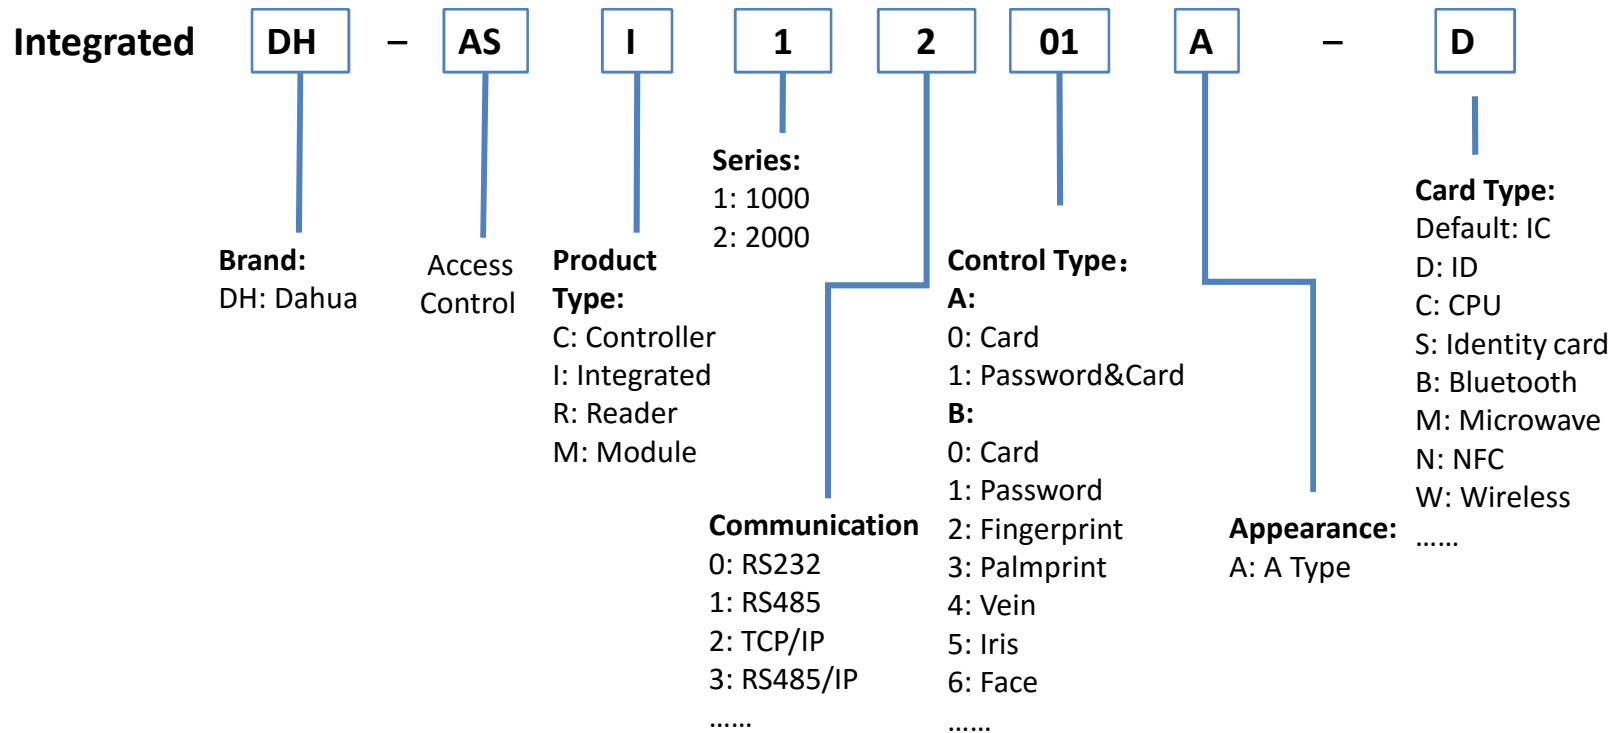 Integrated DH – AS I 1 2 01 A – D
Brand:
DH: Dahua
Access
Control
Product
Type:
C: Controller
I: Integrated
R: Reader
M: Module
Series:
1: 1000
2: 2000
Communication
0: RS232
1: RS485
2: TCP/IP
3: RS485/IP
......
Control Type：
A:
0: Card
1: Password&Card
B:
0: Card
1: Password
2: Fingerprint
3: Palmprint
4: Vein
5: Iris
6: Face
......
Appearance:
A: A Type
Card Type:
Default: IC
D: ID
C: CPU
S: Identity card
B: Bluetooth
M: Microwave
N: NFC
W: Wireless
......